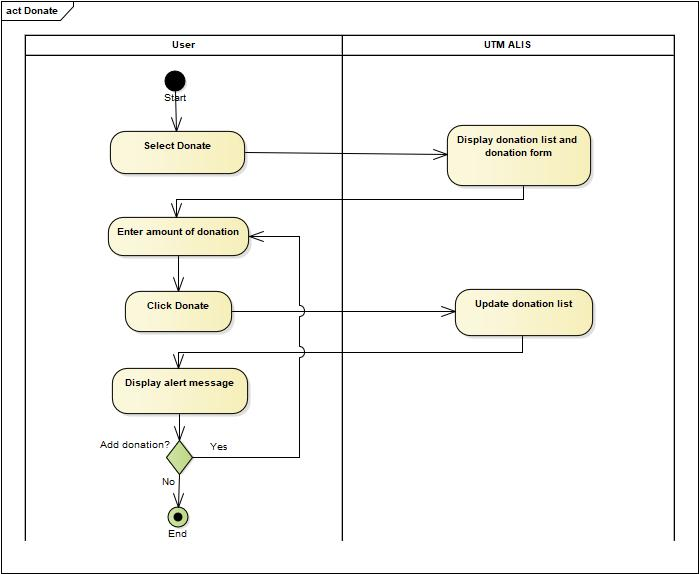 act Donate
User
UTM ALIS
Start
Select Donate
Display donation list and
donation form
Enter amount of donation
Click Donate
Update donation list
Display alert message
Add donation?
Yes
No
End